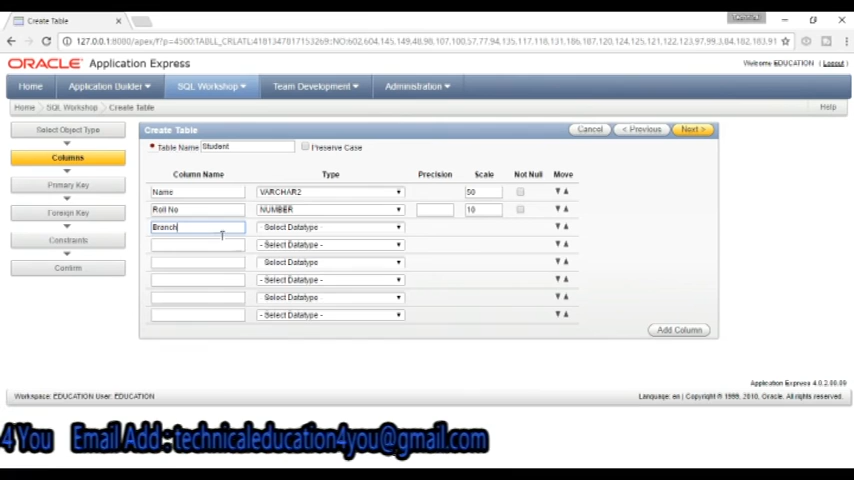 Create Table
127.0.0.1:8080/apex/f?p=4500:TABLL_CRLATL:4181347817153269::NO:602,604,145,149,48,98,107,100,57,77,94,135,117,118,131,186,187,120,124,125,121,122,123,97,99,3,84,182,183,91
ORACLE Application Express
Welcome EDUCATION (Logout)
Home Application Builder SQL Workshop Team Development Administration
Home SQL Workshop Create Table Help
Select Object Type
Columns
Primary Key
Foreign Key
Constraints
Confirm
Create Table Cancel < Previous Next >
Table Name Student Preserve Case
Column Name Type Precision Scale Not Null Move
Name VARCHAR2 50
Roll No NUMBER 10
Branch - Select Datatype -
- Select Datatype -
- Select Datatype -
- Select Datatype -
- Select Datatype -
- Select Datatype -
Add Column
Application Express 4.0.2.00.09
Workspace: EDUCATION User: EDUCATION Language: en | Copyright © 1999, 2010, Oracle. All rights reserved.
4 You Email Add : technicaleducation4you@gmail.com